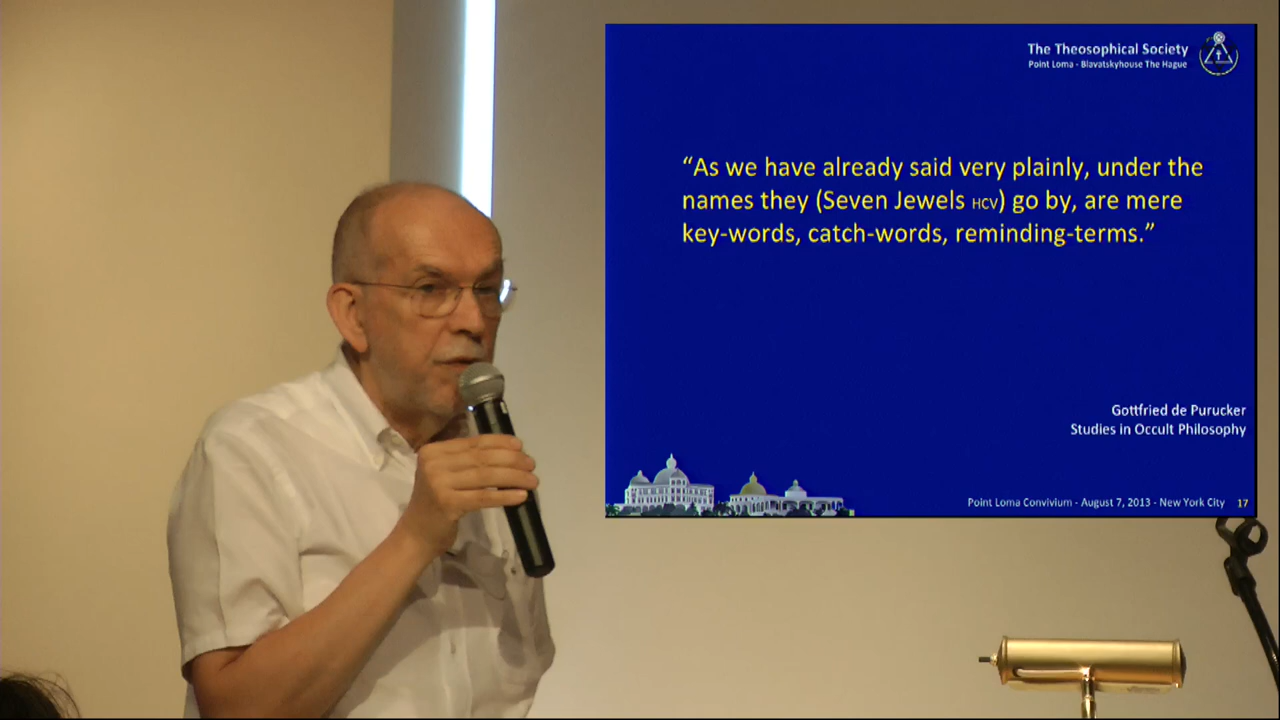 The Theosophical Society
Point Loma - Blavatskyhouse The Hague
“As we have already said very plainly, under the
names they (Seven Jewels HCV) go by, are mere
key-words, catch-words, reminding-terms.”
Gottfried de Purucker
Studies in Occult Philosophy
Point Loma Convivium - August 7, 2013 - New York City 17